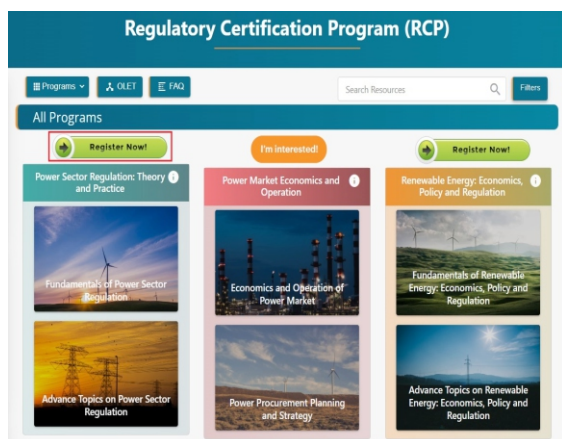 Regulatory Certification Program (RCP)
Programs
OLET
FAQ
Search Resources
Filters
All Programs
Register Now!
I'm interested!
Register Now!
Power Sector Regulation: Theory
and Practice
Power Market Economics and
Operation
Renewable Energy: Economics,
Policy and Regulation
Fundamentals of Power Sector
Regulation
Economics and Operation of
Power Market
Fundamentals of Renewable
Energy: Economics, Policy and
Regulation
Advance Topics on Power Sector
Regulation
Power Procurement Planning
and Strategy
Advance Topics on Renewable
Energy: Economics, Policy and
Regulation